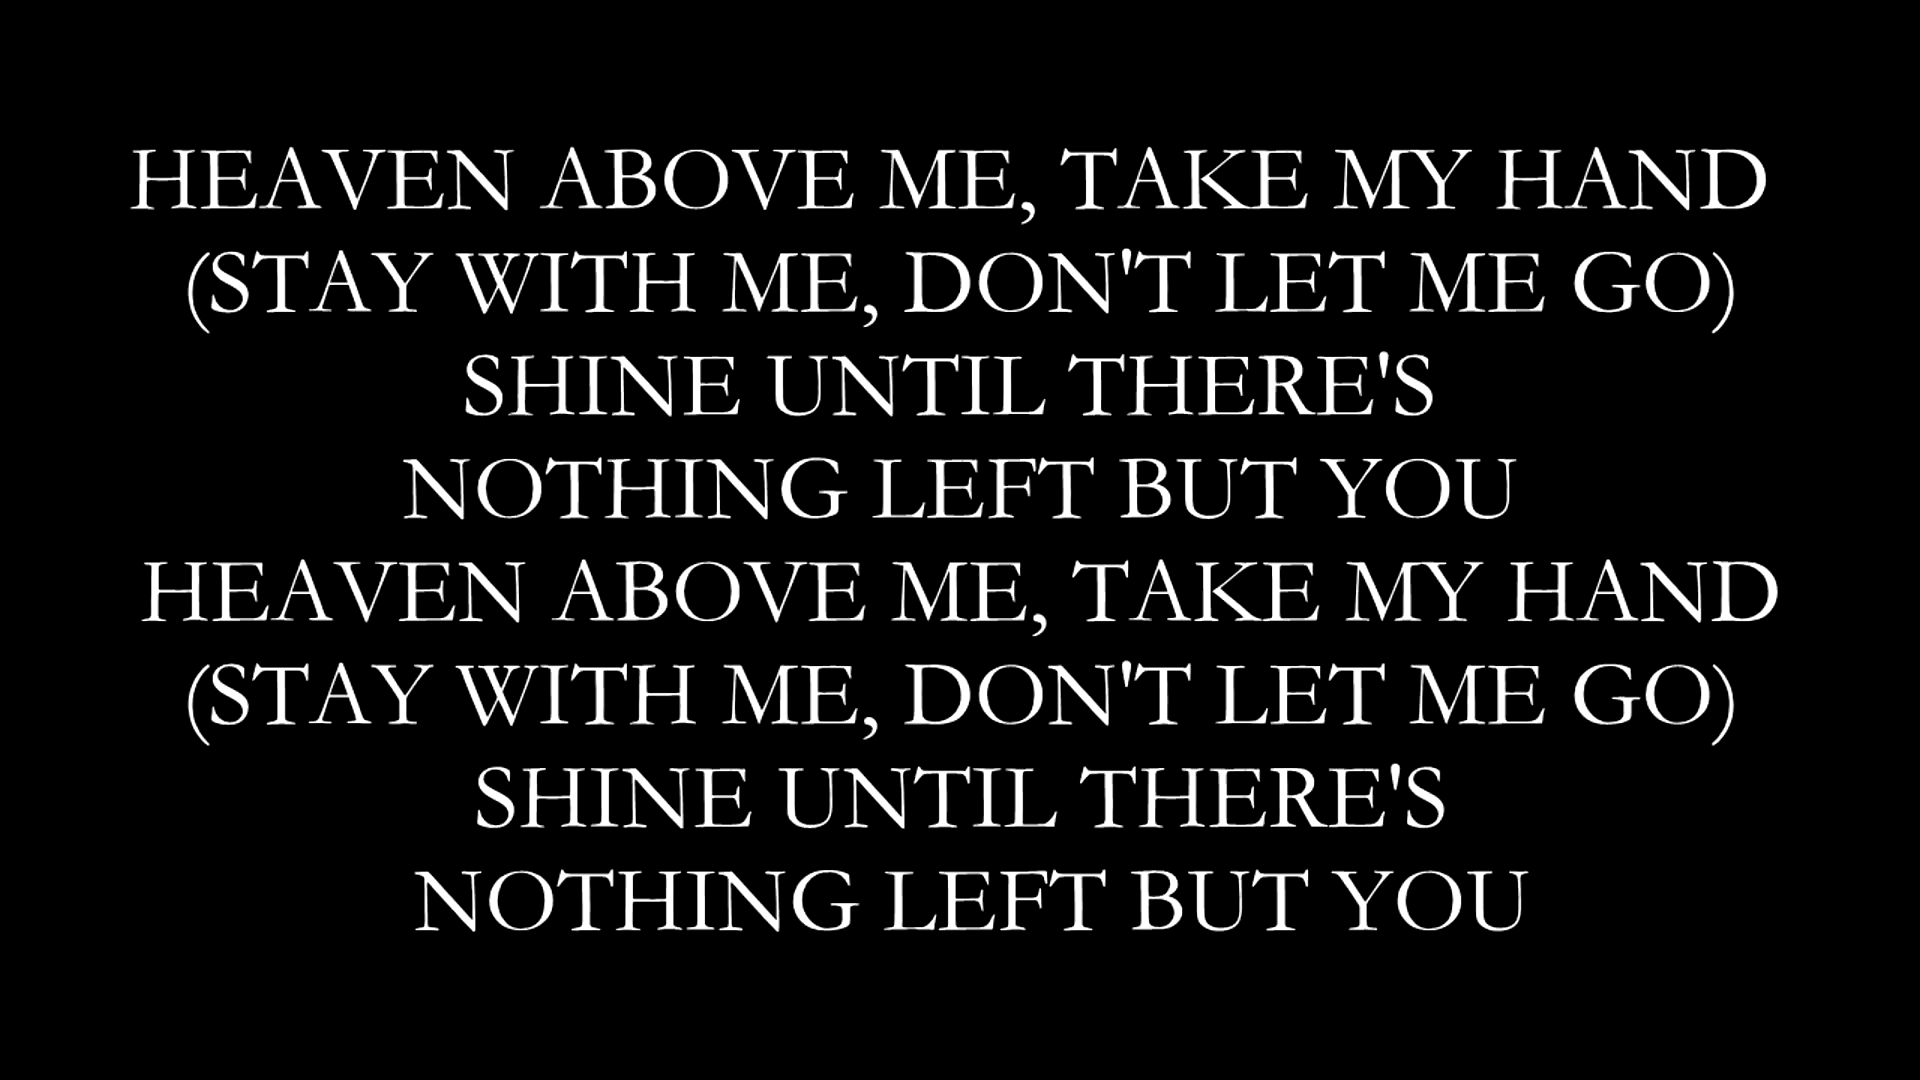 HEAVEN ABOVE ME, TAKE MY HAND
(STAY WITH ME, DON'T LET ME GO)
SHINE UNTIL THERE'S
NOTHING LEFT BUT YOU
HEAVEN ABOVE ME, TAKE MY HAND
(STAY WITH ME, DON'T LET ME GO)
SHINE UNTIL THERE'S
NOTHING LEFT BUT YOU